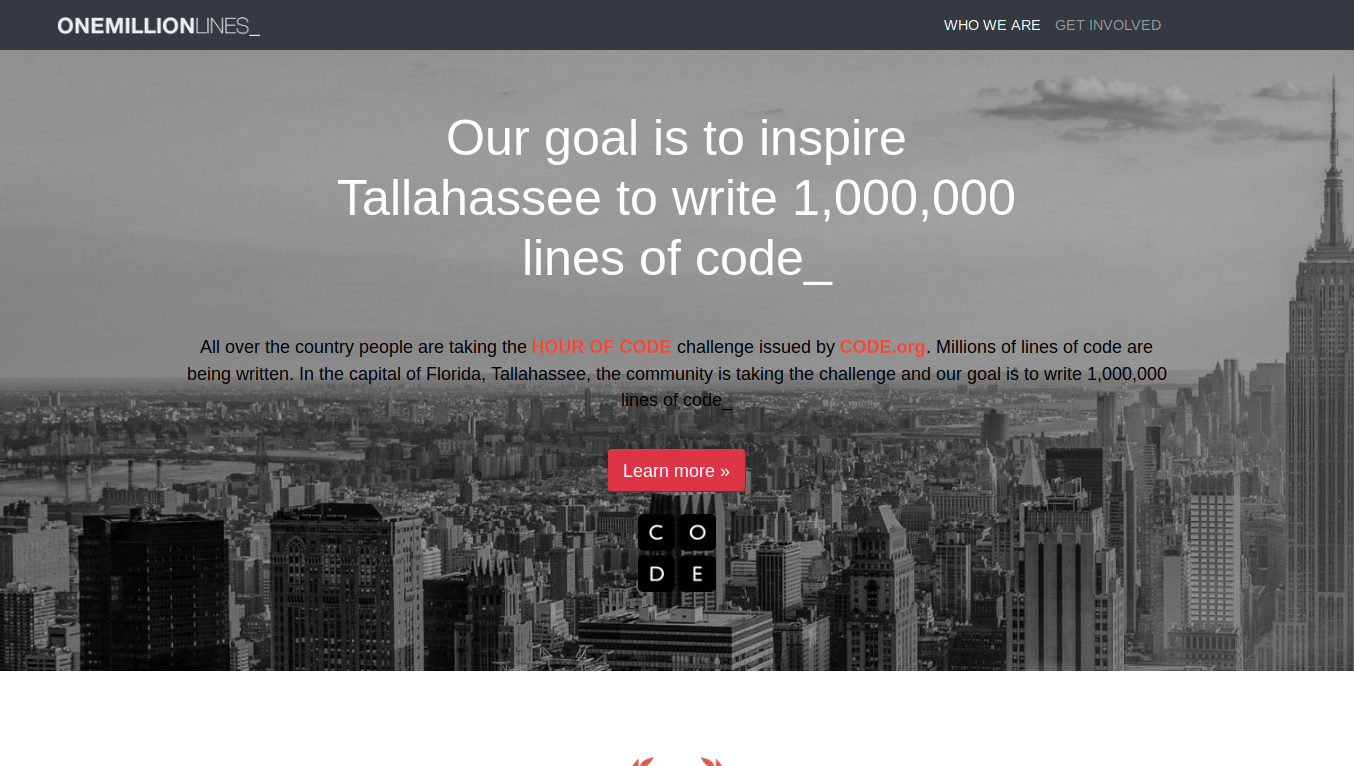 ONEMILLIONLINES_
WHO WE ARE
GET INVOLVED
Our goal is to inspire
Tallahassee to write 1,000,000
lines of code_
All over the country people are taking the HOUR OF CODE challenge issued by CODE.org. Millions of lines of code are
being written. In the capital of Florida, Tallahassee, the community is taking the challenge and our goal is to write 1,000,000
lines of code_
Learn more »
C O
D E